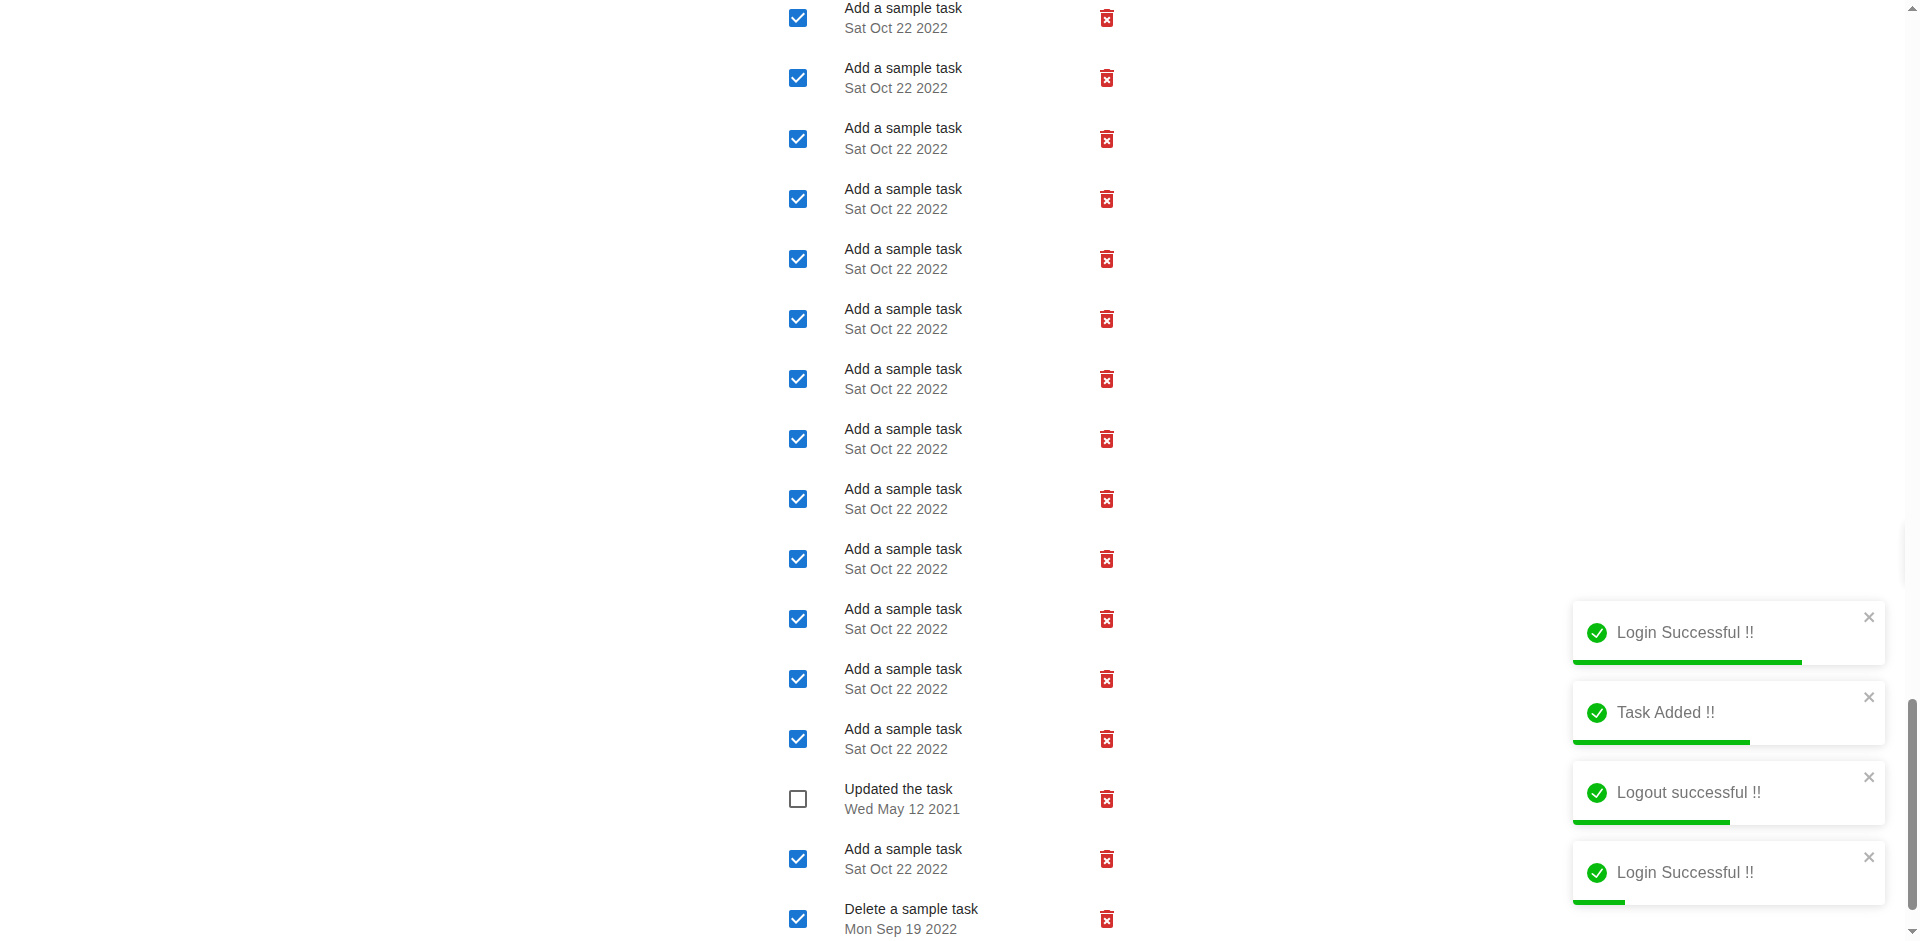 Add a sample task
Sat Oct 22 2022
Add a sample task
Sat Oct 22 2022
Add a sample task
Sat Oct 22 2022
Add a sample task
Sat Oct 22 2022
Add a sample task
Sat Oct 22 2022
Add a sample task
Sat Oct 22 2022
Add a sample task
Sat Oct 22 2022
Add a sample task
Sat Oct 22 2022
Add a sample task
Sat Oct 22 2022
Add a sample task
Sat Oct 22 2022
Add a sample task
Sat Oct 22 2022
Add a sample task
Sat Oct 22 2022
Add a sample task
Sat Oct 22 2022
Updated the task
Wed May 12 2021
Add a sample task
Sat Oct 22 2022
Delete a sample task
Mon Sep 19 2022
Login Successful !!
Task Added !!
Logout successful !!
Login Successful !!